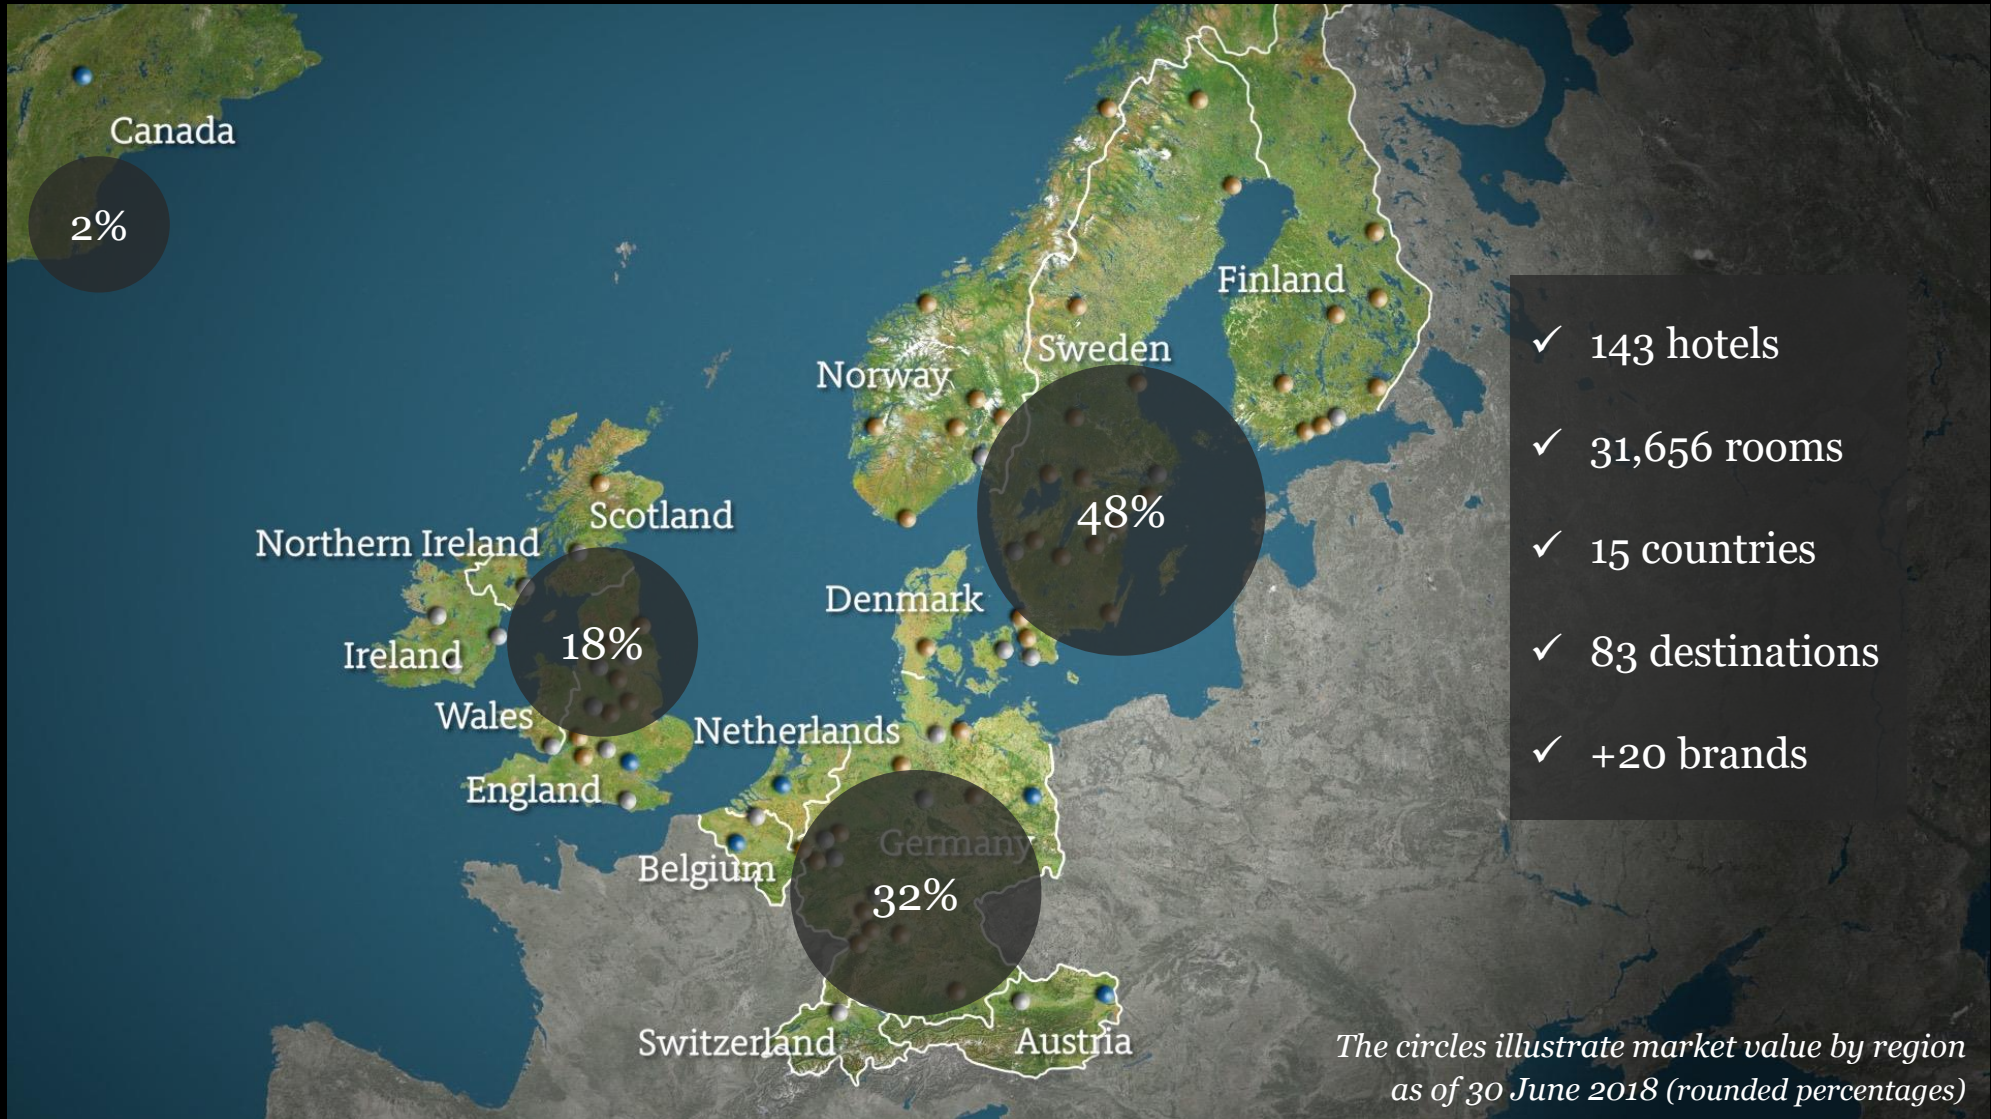 Canada
2%
Finland
Sweden
Norway
48%
Scotland
Northern Ireland
Denmark
18%
Ireland
Wales
Netherlands
England
Germany
Belgium
32%
Switzerland
Austria
✓ 143 hotels
✓ 31,656 rooms
✓ 15 countries
✓ 83 destinations
✓ +20 brands
The circles illustrate market value by region
as of 30 June 2018 (rounded percentages)